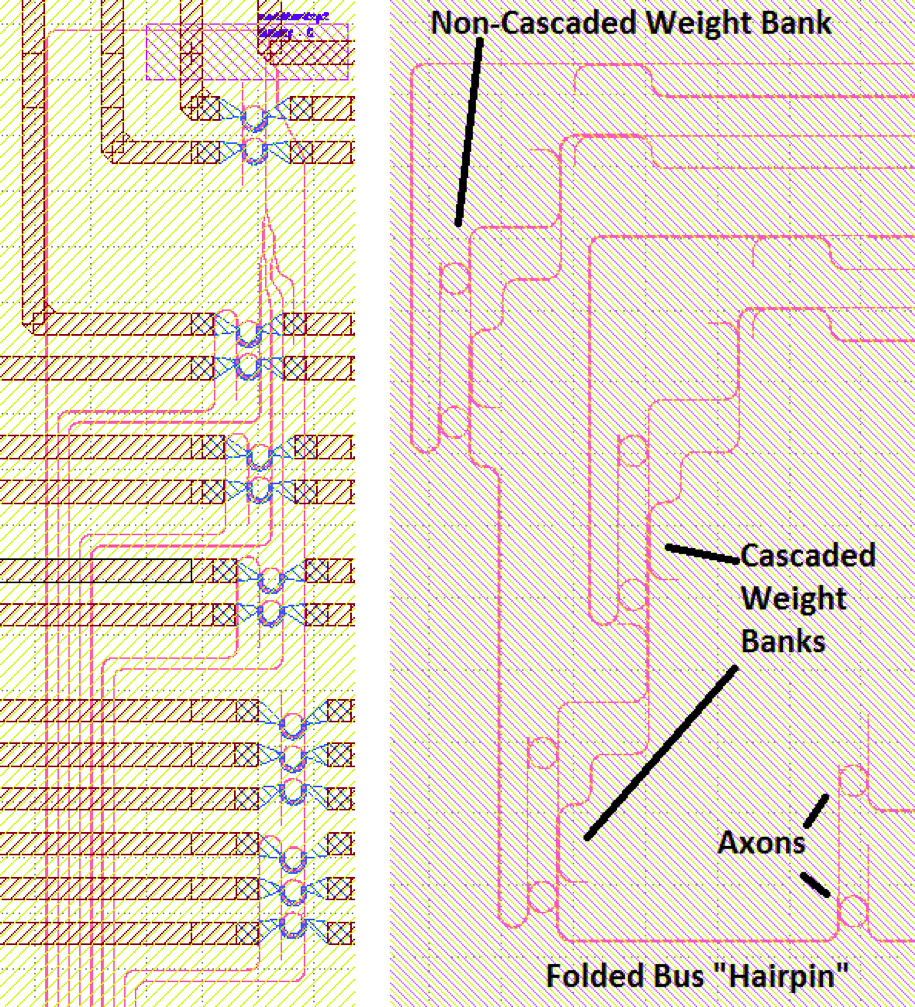 Non-Cascaded Weight Bank
Cascaded
Weight
Banks
Axons
Folded Bus "Hairpin"